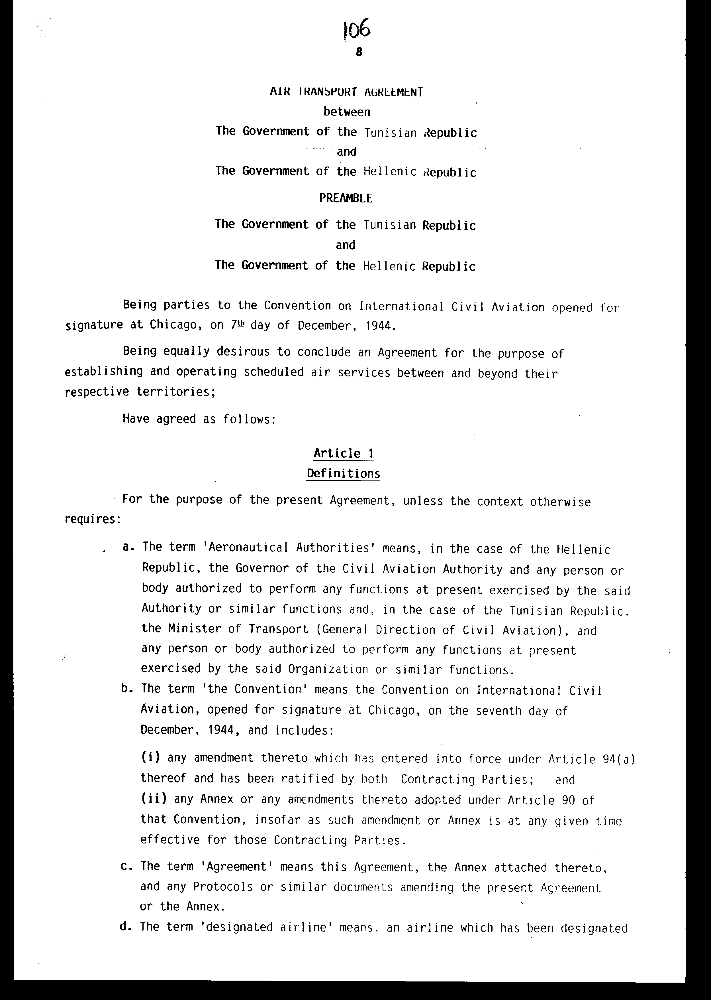 106
8
AIR TRANSPORT AGREEMENT
between
The Government of the Tunisian Republic
and
The Government of the Hellenic Republic
PREAMBLE
The Government of the Tunisian Republic
and
The Government of the Hellenic Republic
Being parties to the Convention on International Civil Aviation opened for
signature at Chicago, on 7th day of December, 1944.
Being equally desirous to conclude an Agreement for the purpose of
establishing and operating scheduled air services between and beyond their
respective territories;
Have agreed as follows:
Article 1
Definitions
For the purpose of the present Agreement, unless the context otherwise
requires:
a. The term 'Aeronautical Authorities' means, in the case of the Hellenic
Republic, the Governor of the Civil Aviation Authority and any person or
body authorized to perform any functions at present exercised by the said
Authority or similar functions and, in the case of the Tunisian Republic.
the Minister of Transport (General Direction of Civil Aviation), and
any person or body authorized to perform any functions at present
exercised by the said Organization or similar functions.
b. The term 'the Convention' means the Convention on International Civil
Aviation, opened for signature at Chicago, on the seventh day of
December, 1944, and includes:
(i) any amendment thereto which has entered into force under Article 94(a)
thereof and has been ratified by both Contracting Parties; and
(ii) any Annex or any amendments thereto adopted under Article 90 of
that Convention, insofar as such amendment or Annex is at any given time
effective for those Contracting Parties.
c. The term 'Agreement' means this Agreement, the Annex attached thereto,
and any Protocols or similar documents amending the present Agreement
or the Annex.
d. The term 'designated airline' means, an airline which has been designated